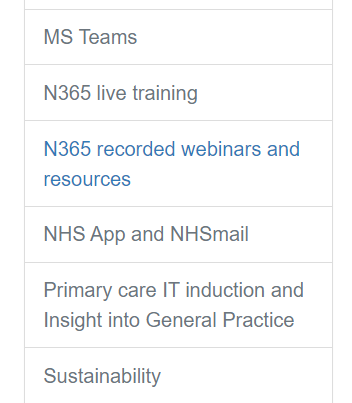 MS Teams
N365 live training
N365 recorded webinars and
resources
NHS App and NHSmail
Primary care IT induction and
Insight into General Practice
Sustainability